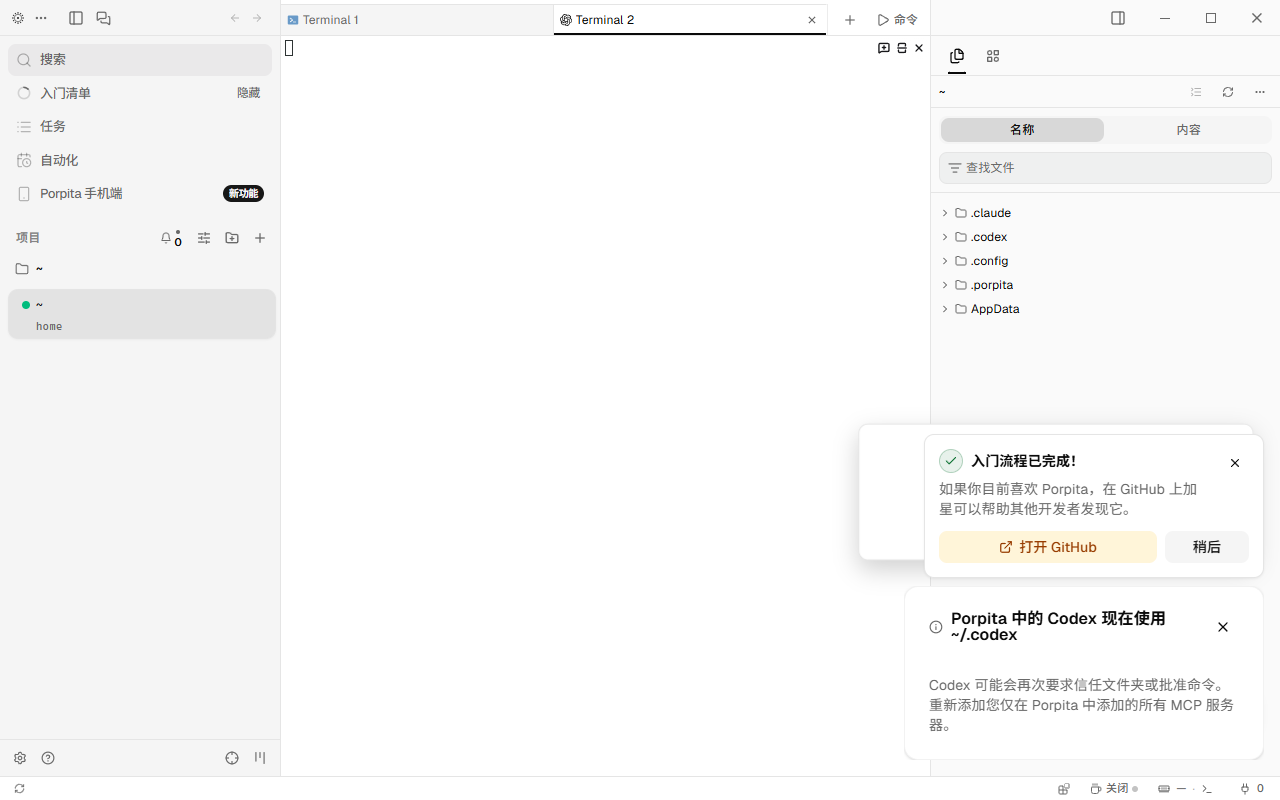 Terminal 1
Terminal 2
命令
搜索
入门清单
隐藏
任务
自动化
Porpita 手机端
新功能
项目
0
~
~
home
~
名称
内容
查找文件
.claude
.codex
.config
.porpita
AppData
入门流程已完成!
如果你目前喜欢 Porpita，在 GitHub 上加
星可以帮助其他开发者发现它。
打开 GitHub
稍后
Porpita 中的 Codex 现在使用
~/.codex
Codex 可能会再次要求信任文件夹或批准命令。
重新添加您仅在 Porpita 中添加的所有 MCP 服务
器。
关闭
0